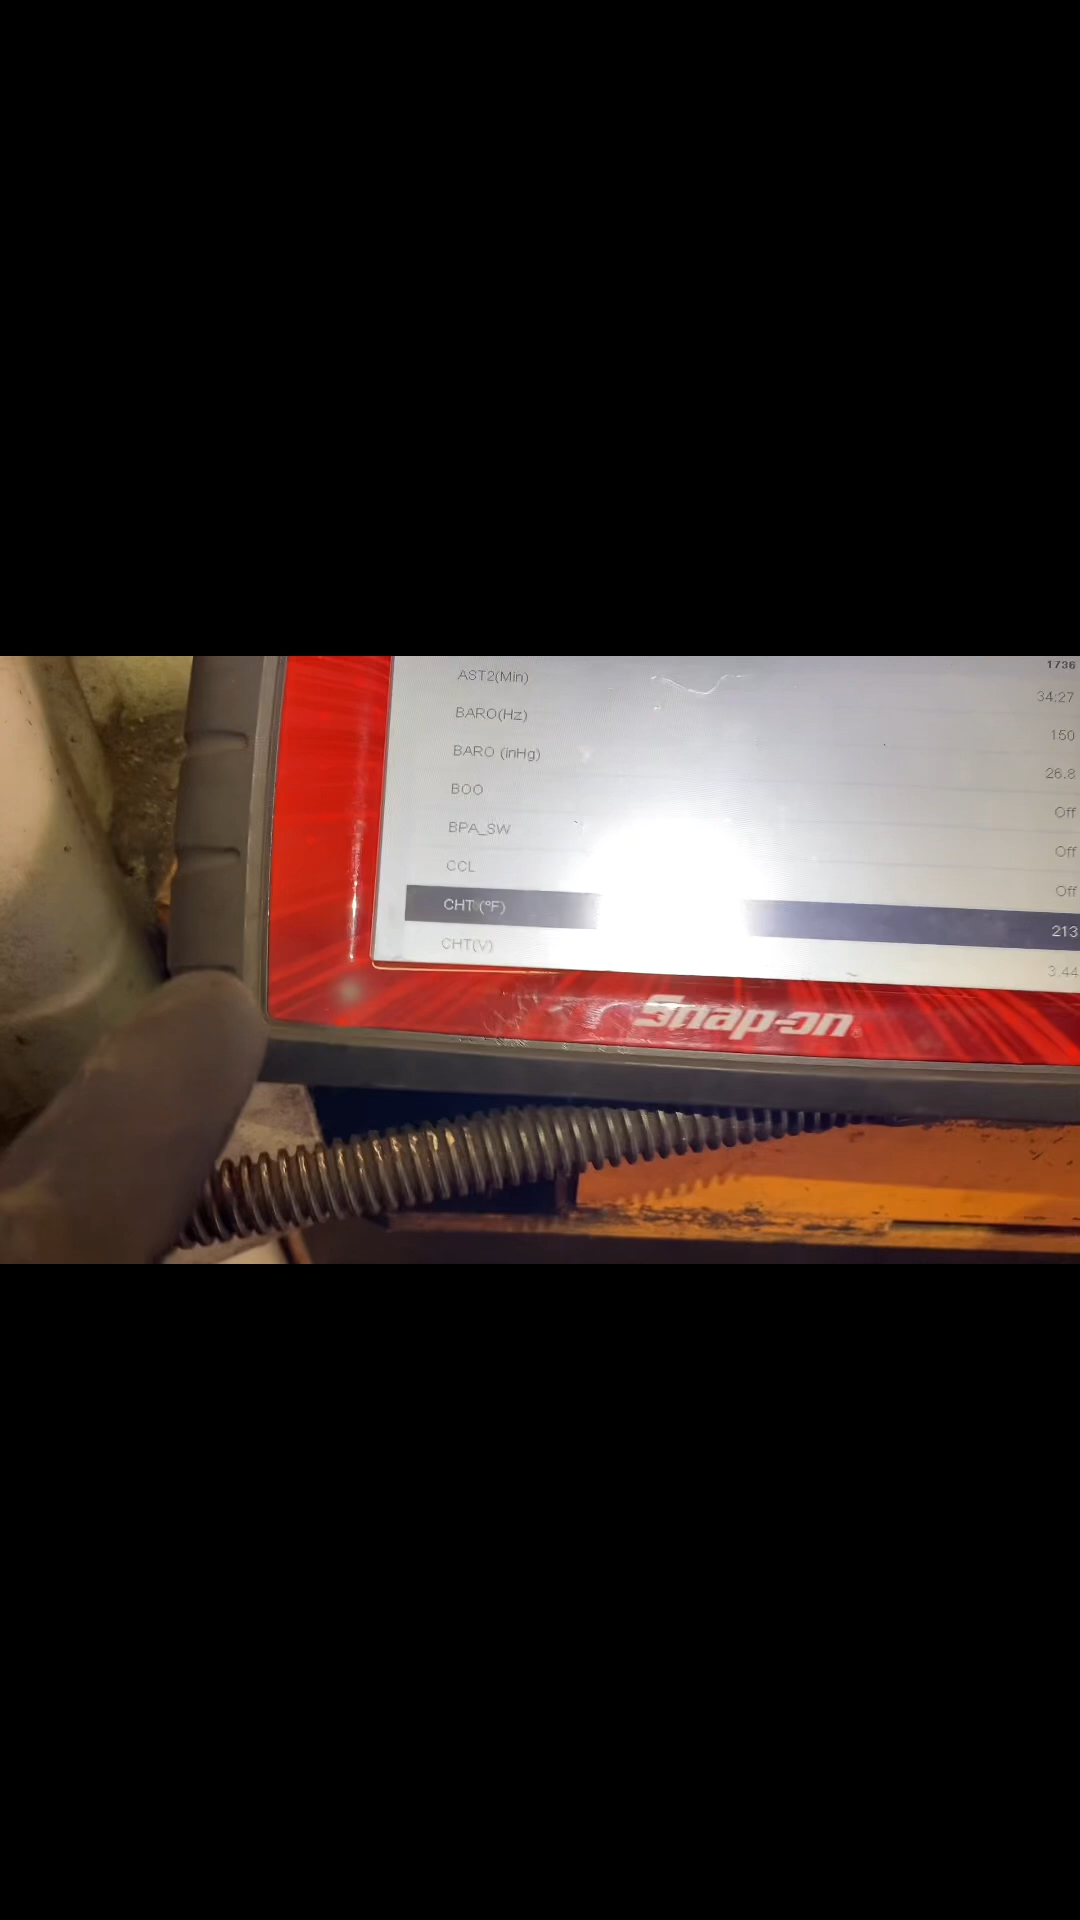 1736
AST2(Min) 34:27
BARO(Hz) 150
BARO (inHg) 26.8
BOO Off
BPA_SW Off
CCL Off
CHT (°F) 213
CHT(V) 3.44
Snap-on